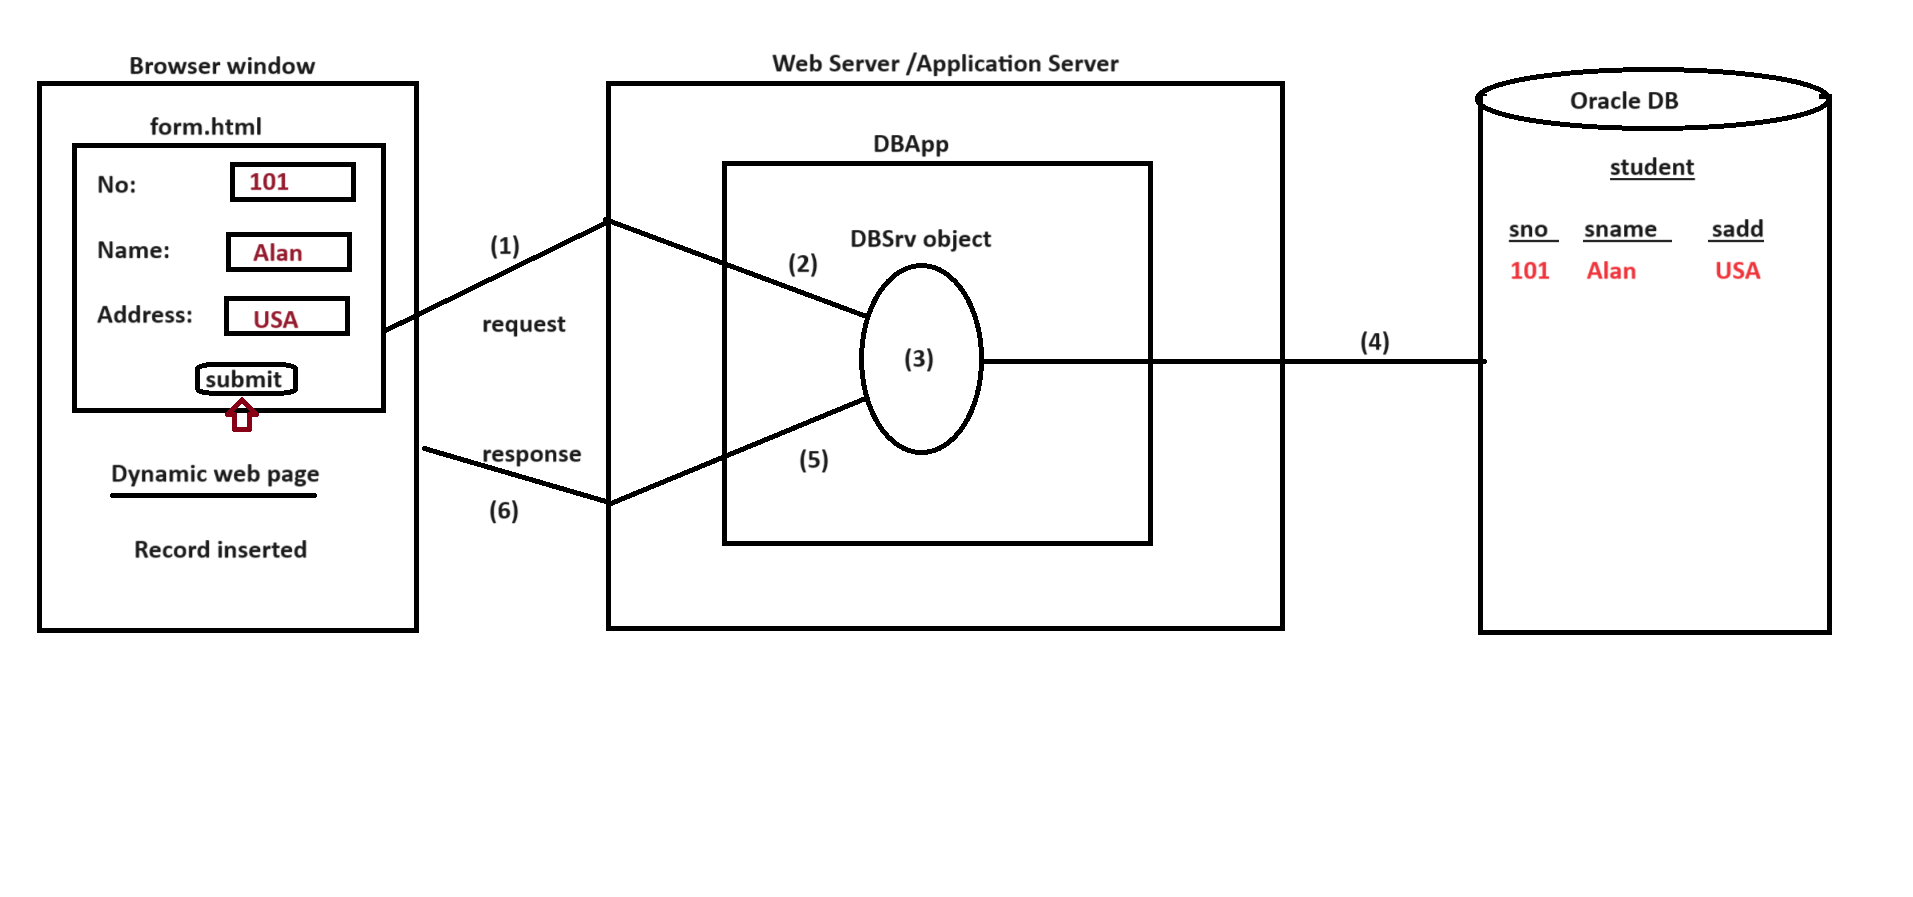 Browser window
form.html
No: 101
Name: Alan
Address: USA
submit
Dynamic web page
Record inserted
(1)
request
response
(6)
Web Server /Application Server
DBApp
DBSrv object
(2)
(3)
(5)
(4)
Oracle DB
student
sno sname sadd
101 Alan USA